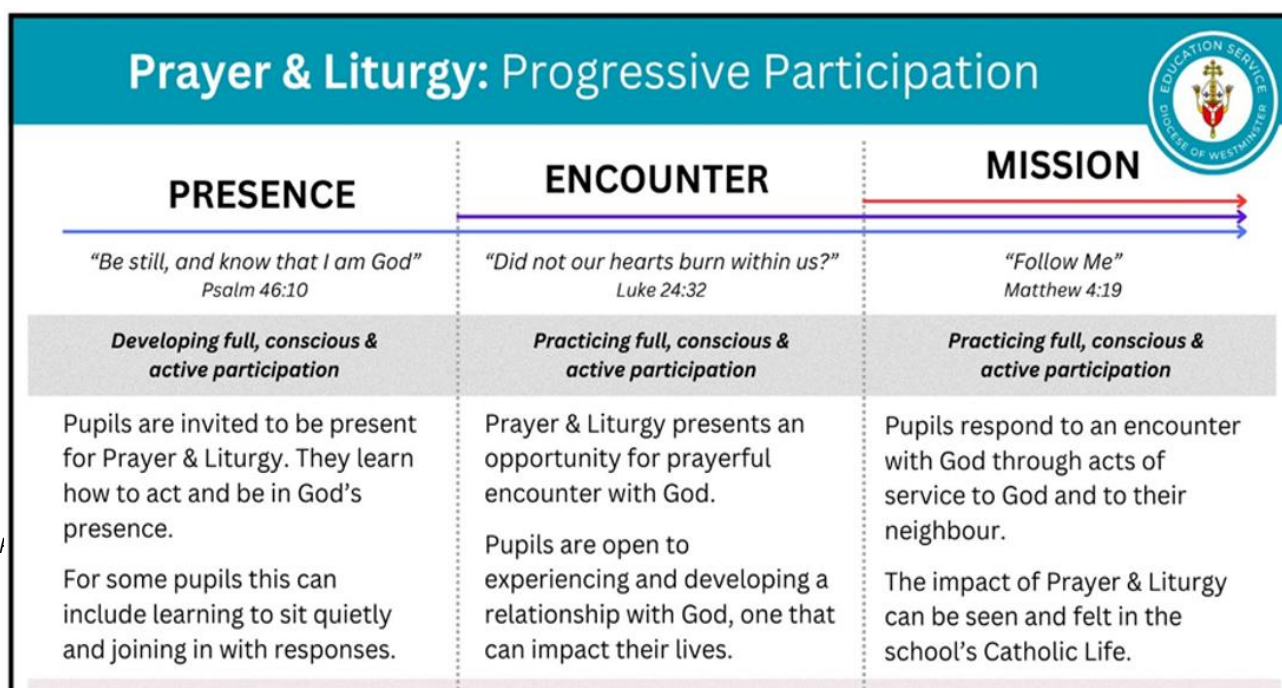 Prayer & Liturgy: Progressive Participation
EDUCATION SERVICE
DIOCESE OF WESTMINSTER
PRESENCE
"Be still, and know that I am God"
Psalm 46:10
Developing full, conscious &
active participation
Pupils are invited to be present
for Prayer & Liturgy. They learn
how to act and be in God's
presence.
For some pupils this can
include learning to sit quietly
and joining in with responses.
ENCOUNTER
"Did not our hearts burn within us?"
Luke 24:32
Practicing full, conscious &
active participation
Prayer & Liturgy presents an
opportunity for prayerful
encounter with God.
Pupils are open to
experiencing and developing a
relationship with God, one that
can impact their lives.
MISSION
"Follow Me"
Matthew 4:19
Practicing full, conscious &
active participation
Pupils respond to an encounter
with God through acts of
service to God and to their
neighbour.
The impact of Prayer & Liturgy
can be seen and felt in the
school's Catholic Life.